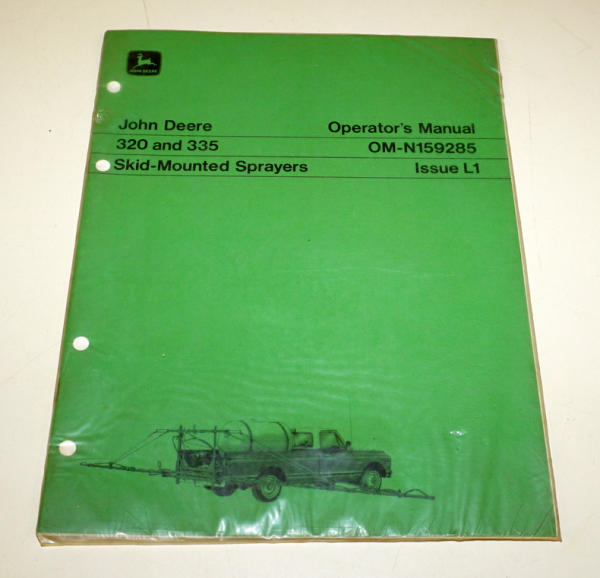 JOHN DEERE
John Deere Operator's Manual
320 and 335 OM-N159285
Skid-Mounted Sprayers Issue L1